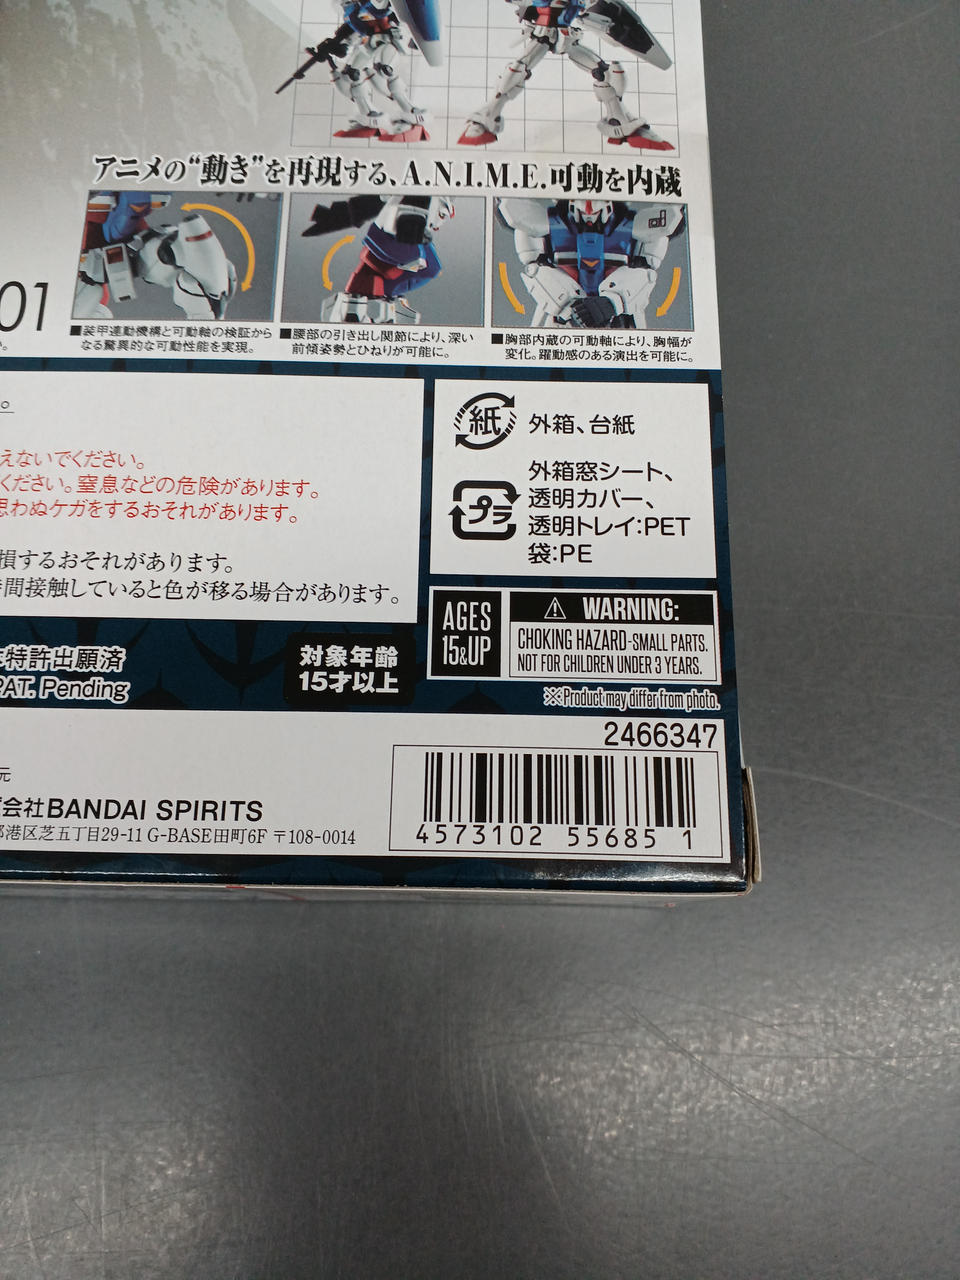 アニメの“動き”を再現する、A.N.I.M.E.可動を内蔵
01
■装甲連動機構と可動軸の検証から
なる驚異的な可動性能を実現。
■腰部の引き出し関節により、深い
前傾姿勢とひねりが可能に。
■胸部内蔵の可動軸により、胸幅が
変化。躍動感のある演出を可能に。
えないでください。
ください。窒息などの危険があります。
思わぬケガをするおそれがあります。
損するおそれがあります。
時間接触していると色が移る場合があります。
紙
外箱、台紙
プラ
外箱窓シート、
透明カバー、
透明トレイ:PET
袋:PE
AGES
15&UP
⚠ WARNING:
CHOKING HAZARD-SMALL PARTS.
NOT FOR CHILDREN UNDER 3 YEARS.
特許出願済
PAT. Pending
対象年齢
15才以上
※Product may differ from photo.
2466347
元
会社BANDAI SPIRITS
港区芝五丁目29-11 G-BASE田町6F 〒108-0014
4573102 55685 1